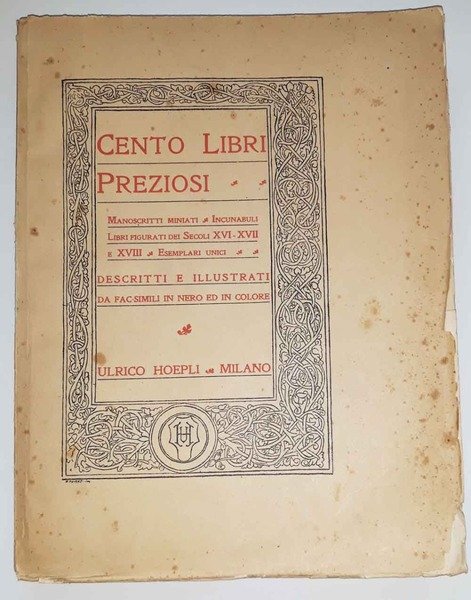 CENTO LIBRI
PREZIOSI
MANOSCRITTI MINIATI INCUNABULI
LIBRI FIGURATI DEI SECOLI XVI-XVII
E XVIII ESEMPLARI UNICI
DESCRITTI E ILLUSTRATI
DA FAC-SIMILI IN NERO ED IN COLORE
ULRICO HOEPLI MILANO
UH